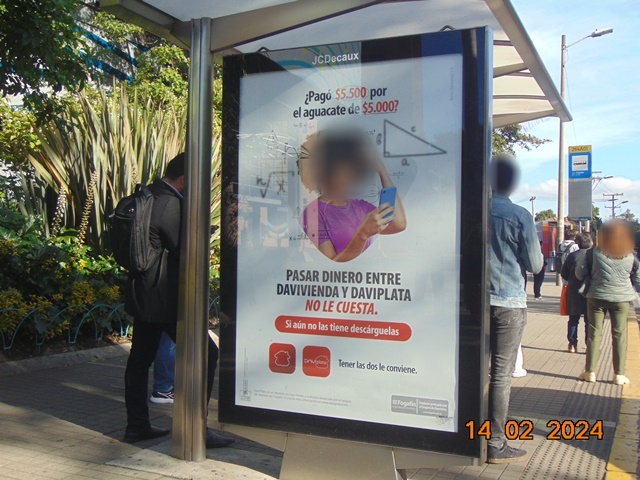 JCDecaux
¿Pagó $5.500 por
el aguacate de $5.000?
PASAR DINERO ENTRE
DAVIVIENDA Y DAVIPLATA
NO LE CUESTA.
Si aún no las tiene descárguelas
Tener las dos le conviene.
14 02 2024